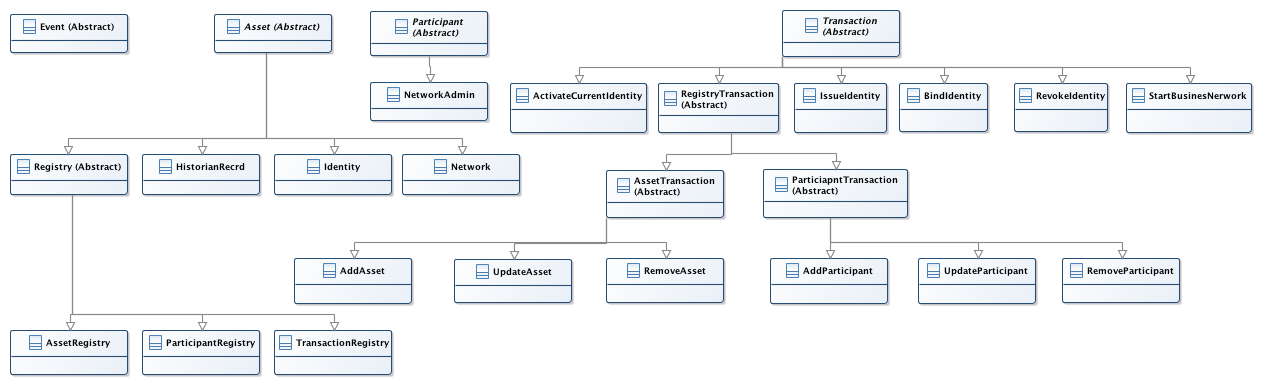 Event (Abstract)
Asset (Abstract)
Participant
(Abstract)
Transaction
(Abstract)
NetworkAdmin
ActivateCurrentIdentity
RegistryTransaction
(Abstract)
IssueIdentity
BindIdentity
RevokeIdentity
StartBusinesNerwork
Registry (Abstract)
HistorianRecrd
Identity
Network
AssetTransaction
(Abstract)
ParticiapntTransaction
(Abstract)
AddAsset
UpdateAsset
RemoveAsset
AddParticipant
UpdateParticipant
RemoveParticipant
AssetRegistry
ParticipantRegistry
TransactionRegistry